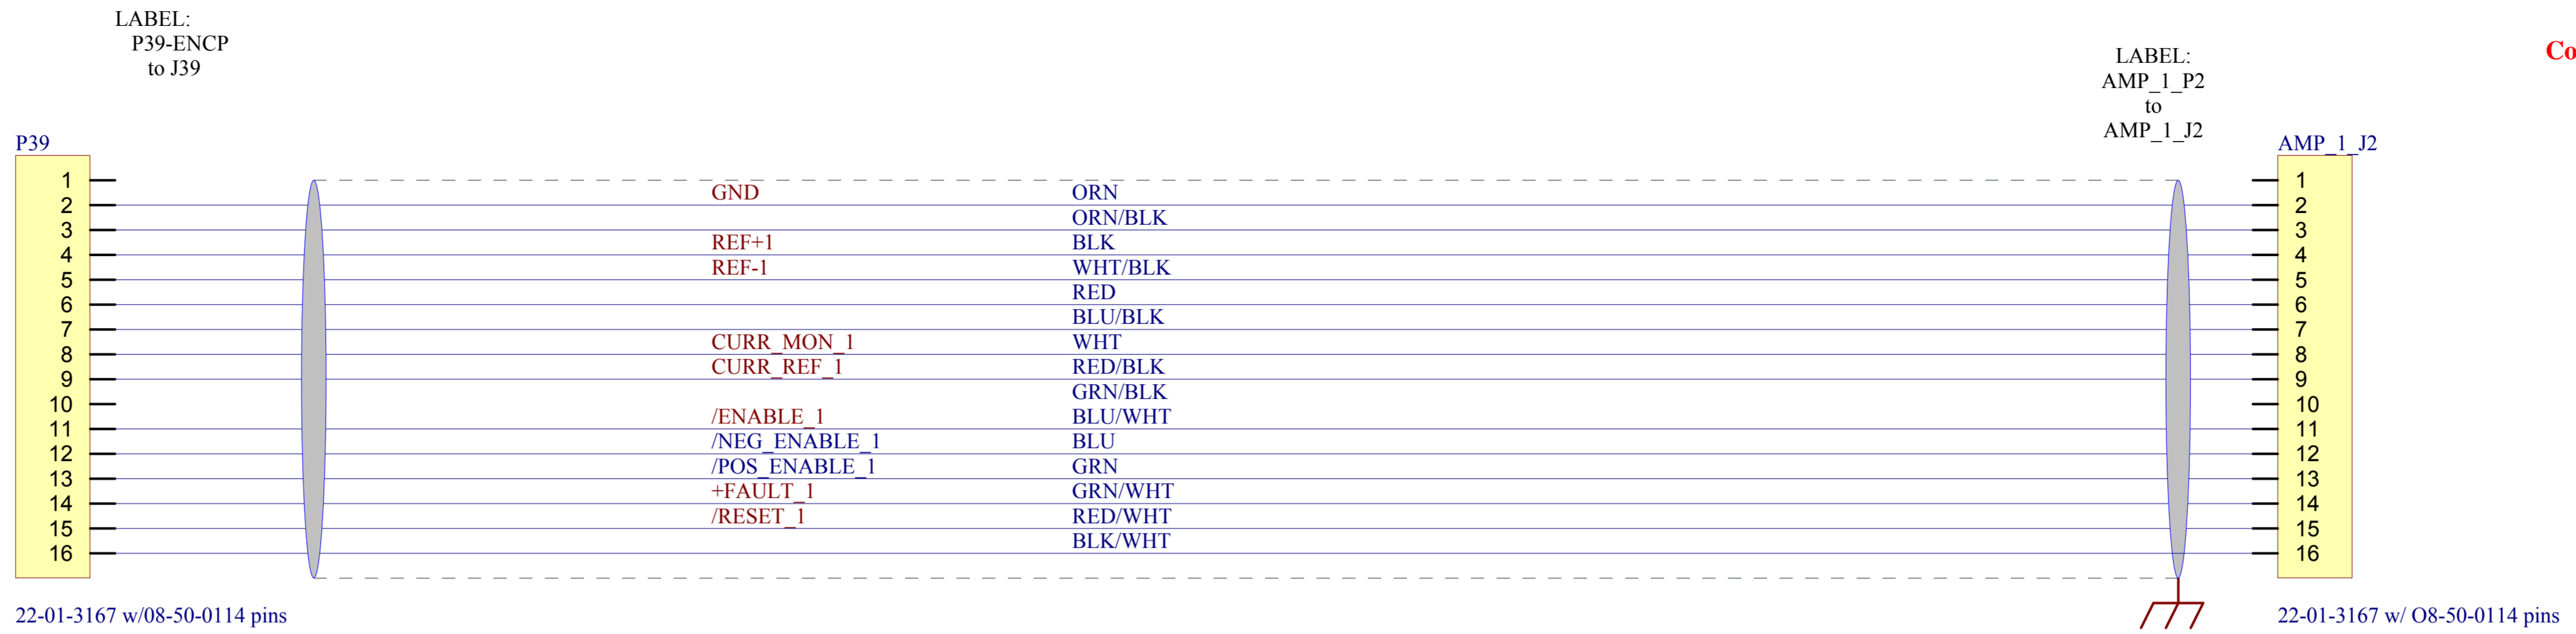 LABEL:
P39-ENCP
to J39
LABEL:
AMP_1_P2
to
AMP_1_J2
Co
P39
AMP_1_J2
1
GND ORN
1
2
2
ORN/BLK
3
3
REF+1 BLK
4
4
REF-1 WHT/BLK
5
5
RED
6
6
BLU/BLK
7
7
CURR_MON_1 WHT
8
8
CURR_REF_1 RED/BLK
9
9
GRN/BLK
10
10
/ENABLE_1 BLU/WHT
11
11
/NEG_ENABLE_1 BLU
12
12
/POS_ENABLE_1 GRN
13
13
+FAULT_1 GRN/WHT
14
14
/RESET_1 RED/WHT
15
15
BLK/WHT
16
16
22-01-3167 w/08-50-0114 pins
22-01-3167 w/ O8-50-0114 pins